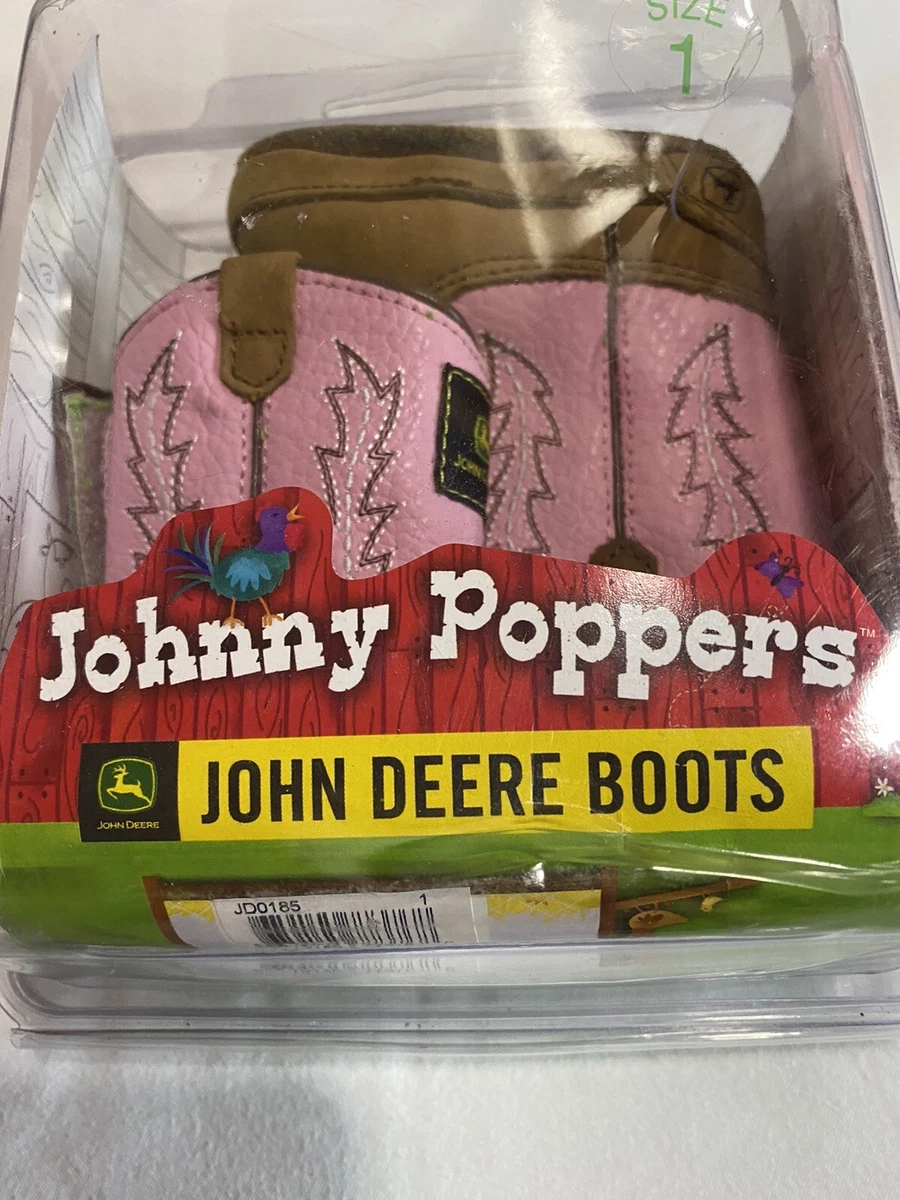 SIZE
1
Johnny Poppers™
JOHN DEERE
JOHN DEERE BOOTS
JD0185 1